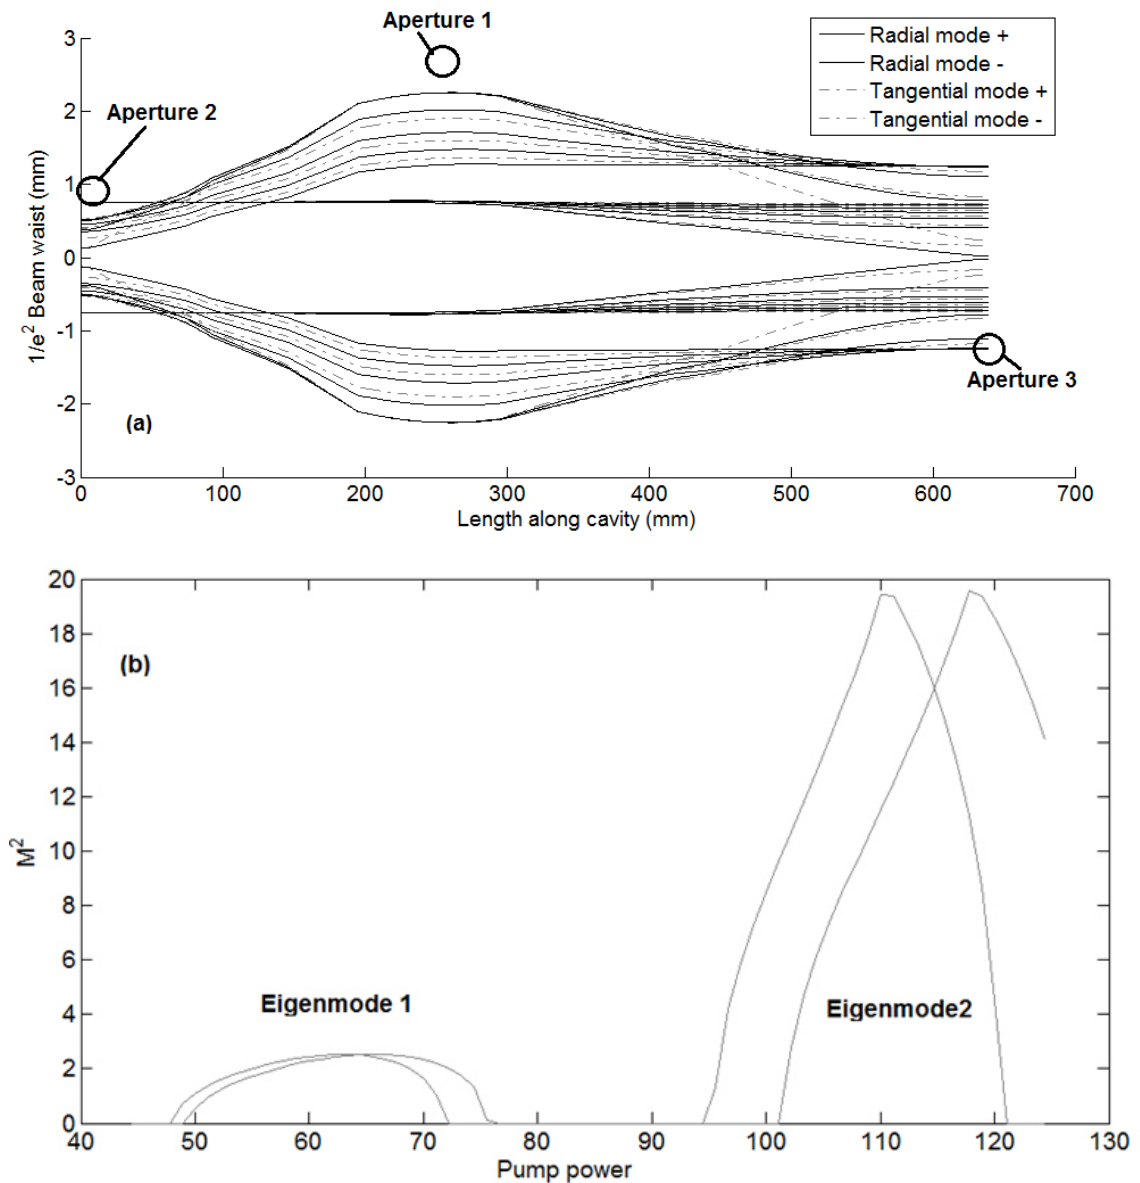 Aperture 1
Radial mode +
Radial mode -
Tangential mode +
Tangential mode -
Aperture 2
3
2
1
0
-1
-2
-3
1/e² Beam waist (mm)
Aperture 3
(a)
0 100 200 300 400 500 600 700
Length along cavity (mm)
20
18
16
14
12
10
8
6
4
2
0
M²
(b)
Eigenmode 1
Eigenmode2
40 50 60 70 80 90 100 110 120 130
Pump power